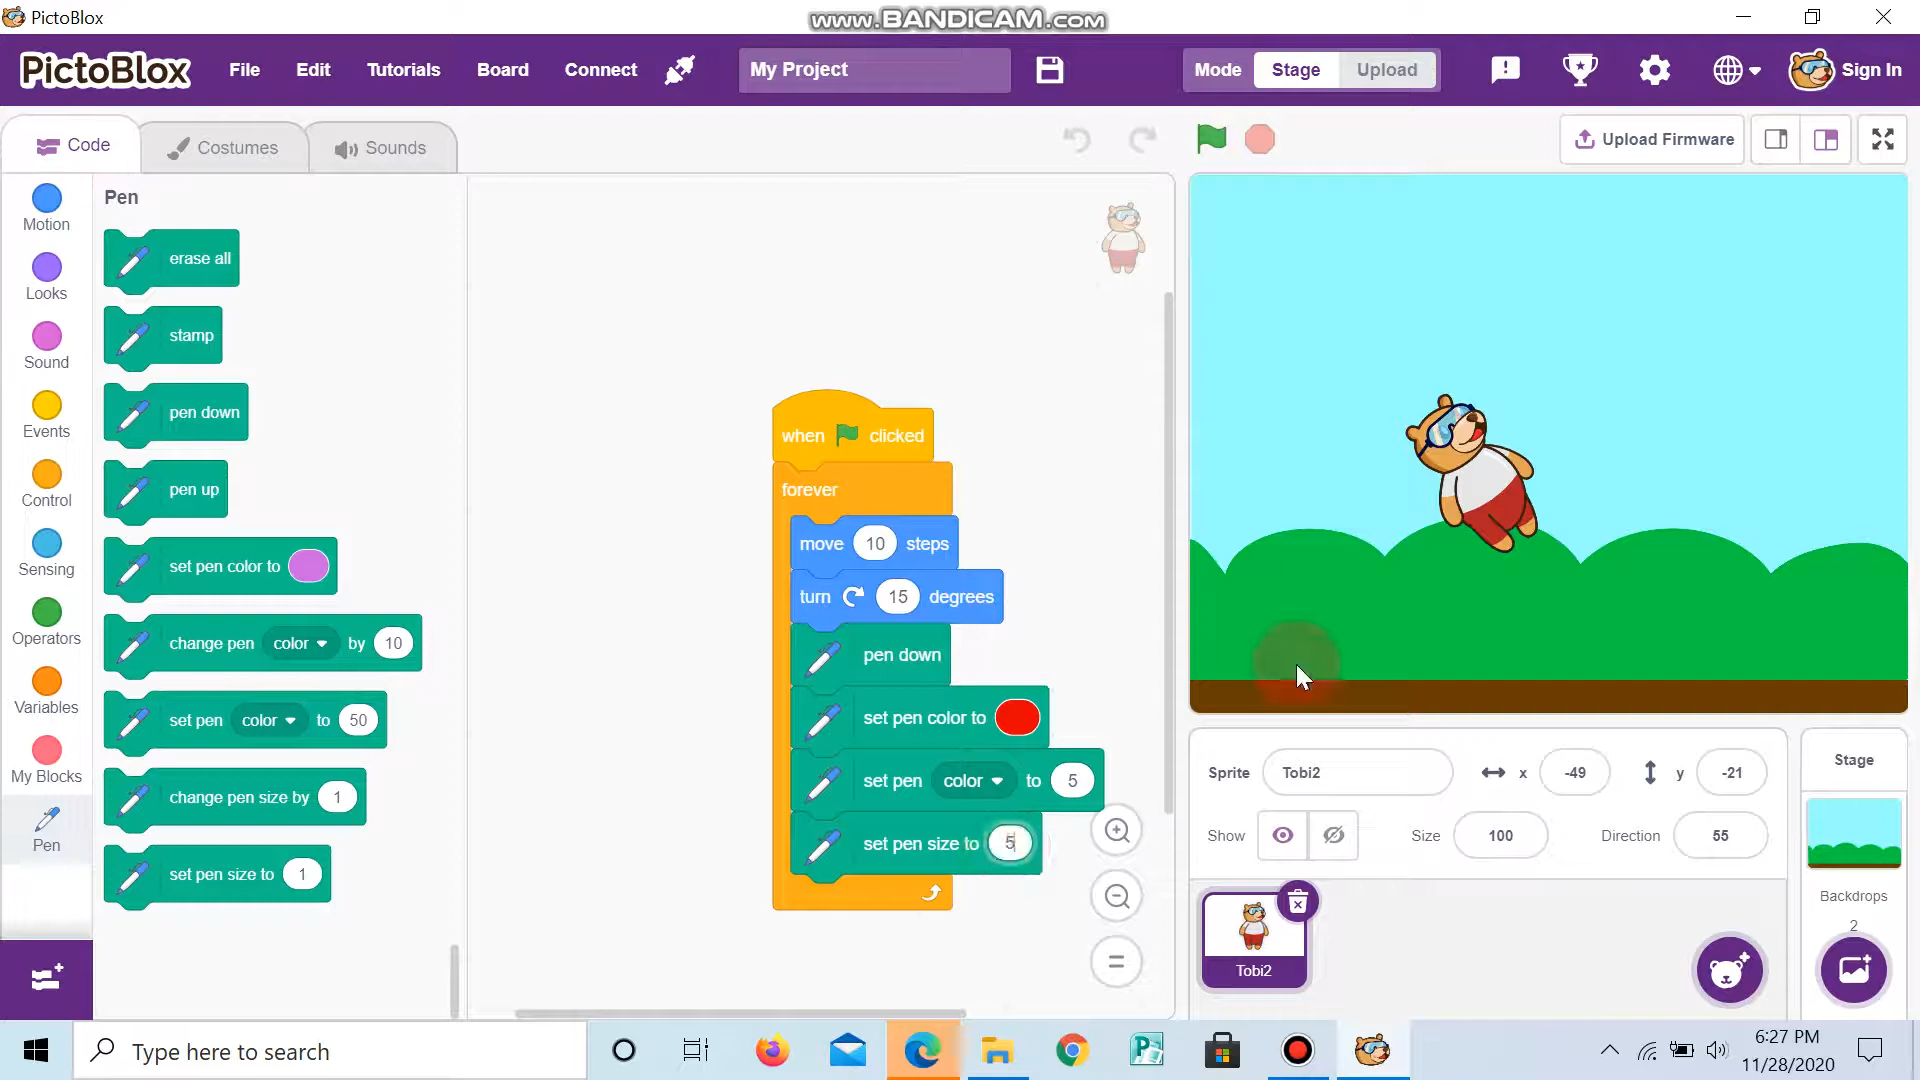 PictoBlox
www.BANDICAM.com
PictoBlox File Edit Tutorials Board Connect My Project Mode Stage Upload Sign In
Code Costumes Sounds Upload Firmware
Motion
Looks
Sound
Events
Control
Sensing
Operators
Variables
My Blocks
Pen
Pen
erase all
stamp
pen down
pen up
set pen color to
change pen color by 10
set pen color to 50
change pen size by 1
set pen size to 1
when clicked
forever
move 10 steps
turn 15 degrees
pen down
set pen color to
set pen color to 5
set pen size to 5
Sprite Tobi2 x -49 y -21
Show Size 100 Direction 55
Tobi2
Stage
Backdrops
2
Type here to search
6:27 PM
11/28/2020